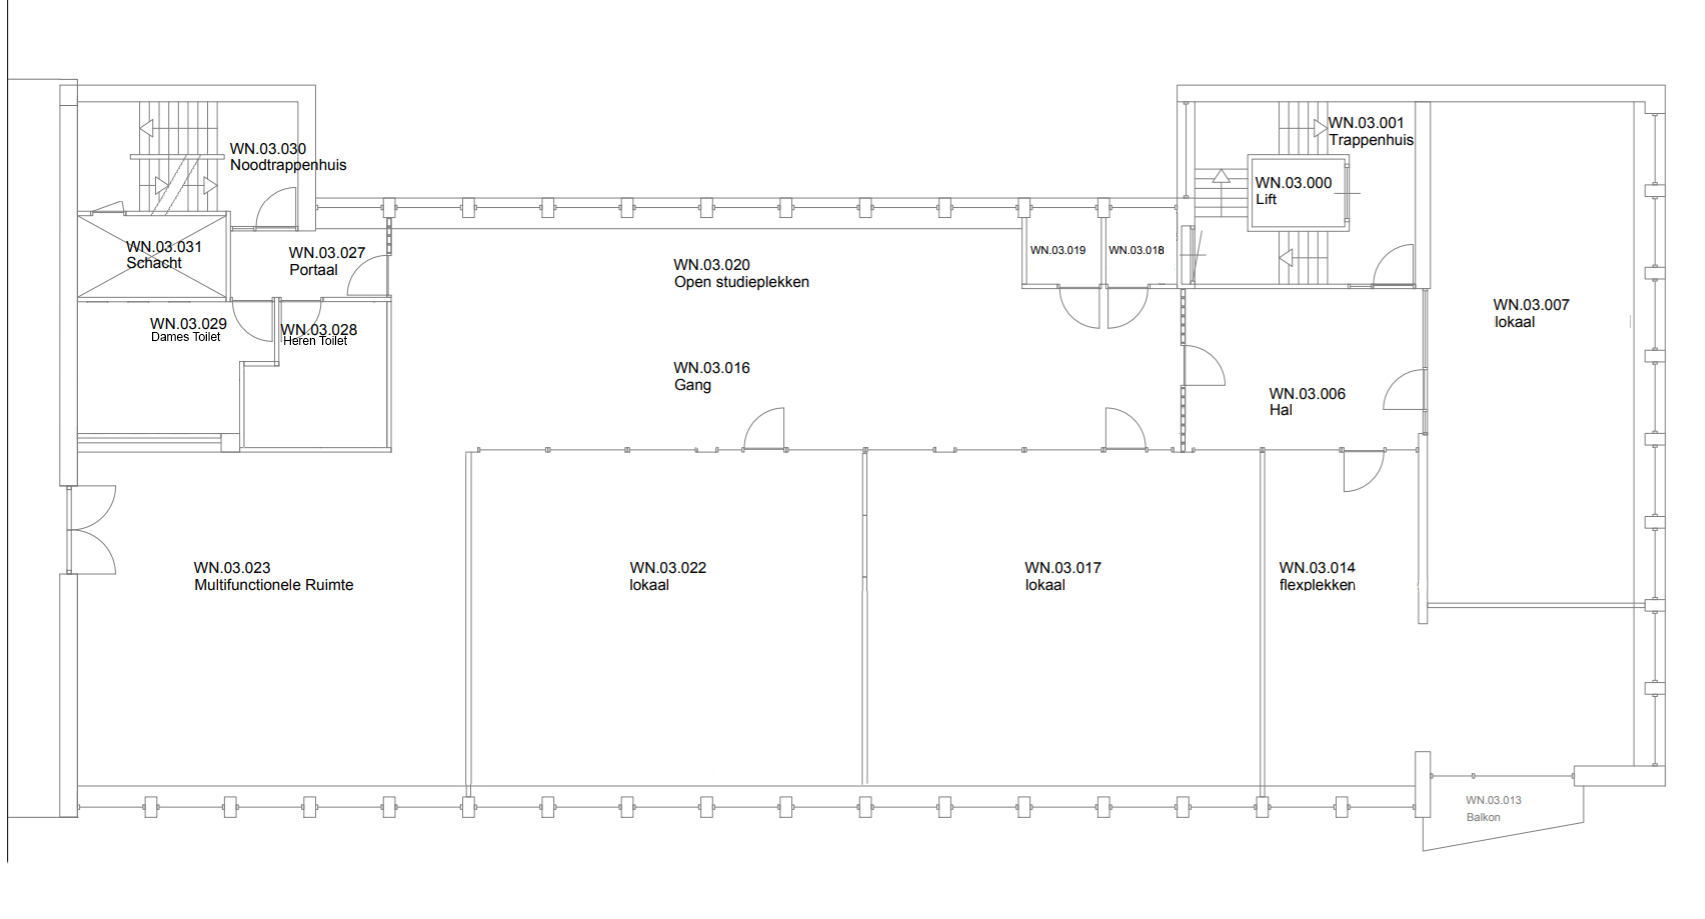 WN.03.030
Noodtrappenhuis
WN.03.001
Trappenhuis
WN.03.000
Lift
WN.03.031
Schacht
WN.03.027
Portaal
WN.03.020
Open studieplekken
WN.03.019
WN.03.018
WN.03.007
lokaal
WN.03.029
Dames Toilet
WN.03.028
Heren Toilet
WN.03.016
Gang
WN.03.006
Hal
WN.03.023
Multifunctionele Ruimte
WN.03.022
lokaal
WN.03.017
lokaal
WN.03.014
flexplekken
WN.03.013
Balkon